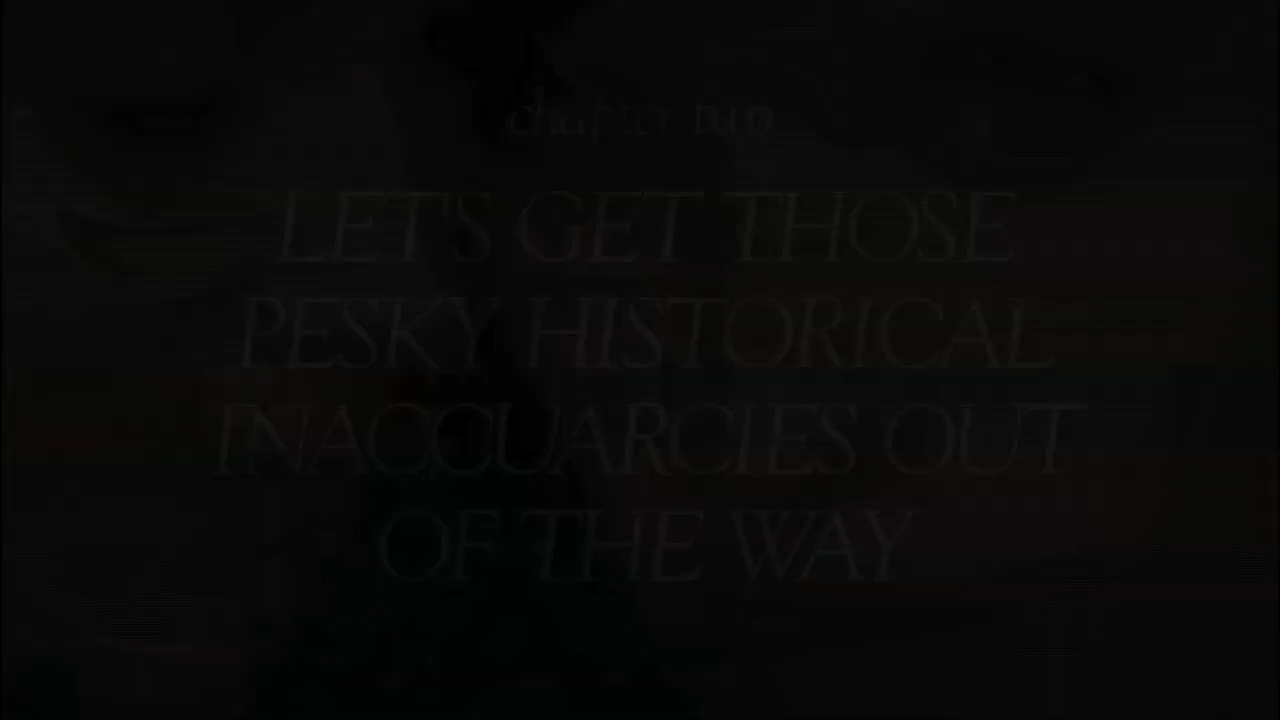 chapter two
LET'S GET THOSE
PESKY HISTORICAL
INACCUARCIES OUT
OF THE WAY